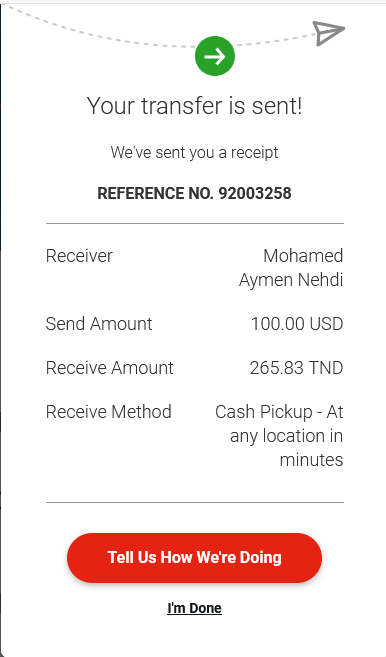 Your transfer is sent!
We've sent you a receipt
REFERENCE NO. 92003258
Receiver Mohamed
Aymen Nehdi
Send Amount 100.00 USD
Receive Amount 265.83 TND
Receive Method Cash Pickup - At
any location in
minutes
Tell Us How We're Doing
I'm Done